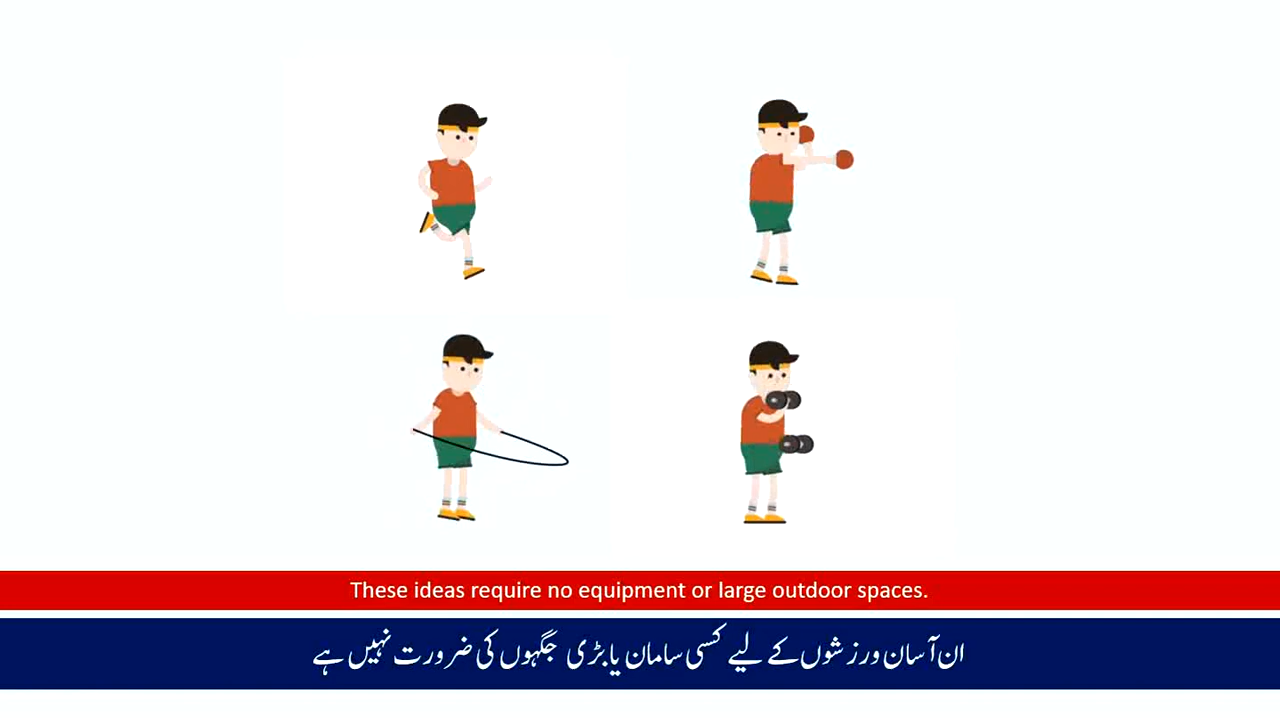 These ideas require no equipment or large outdoor spaces.
ان آسان ورزشوں کے لیے کسی سامان یا بڑی جگہوں کی ضرورت نہیں ہے